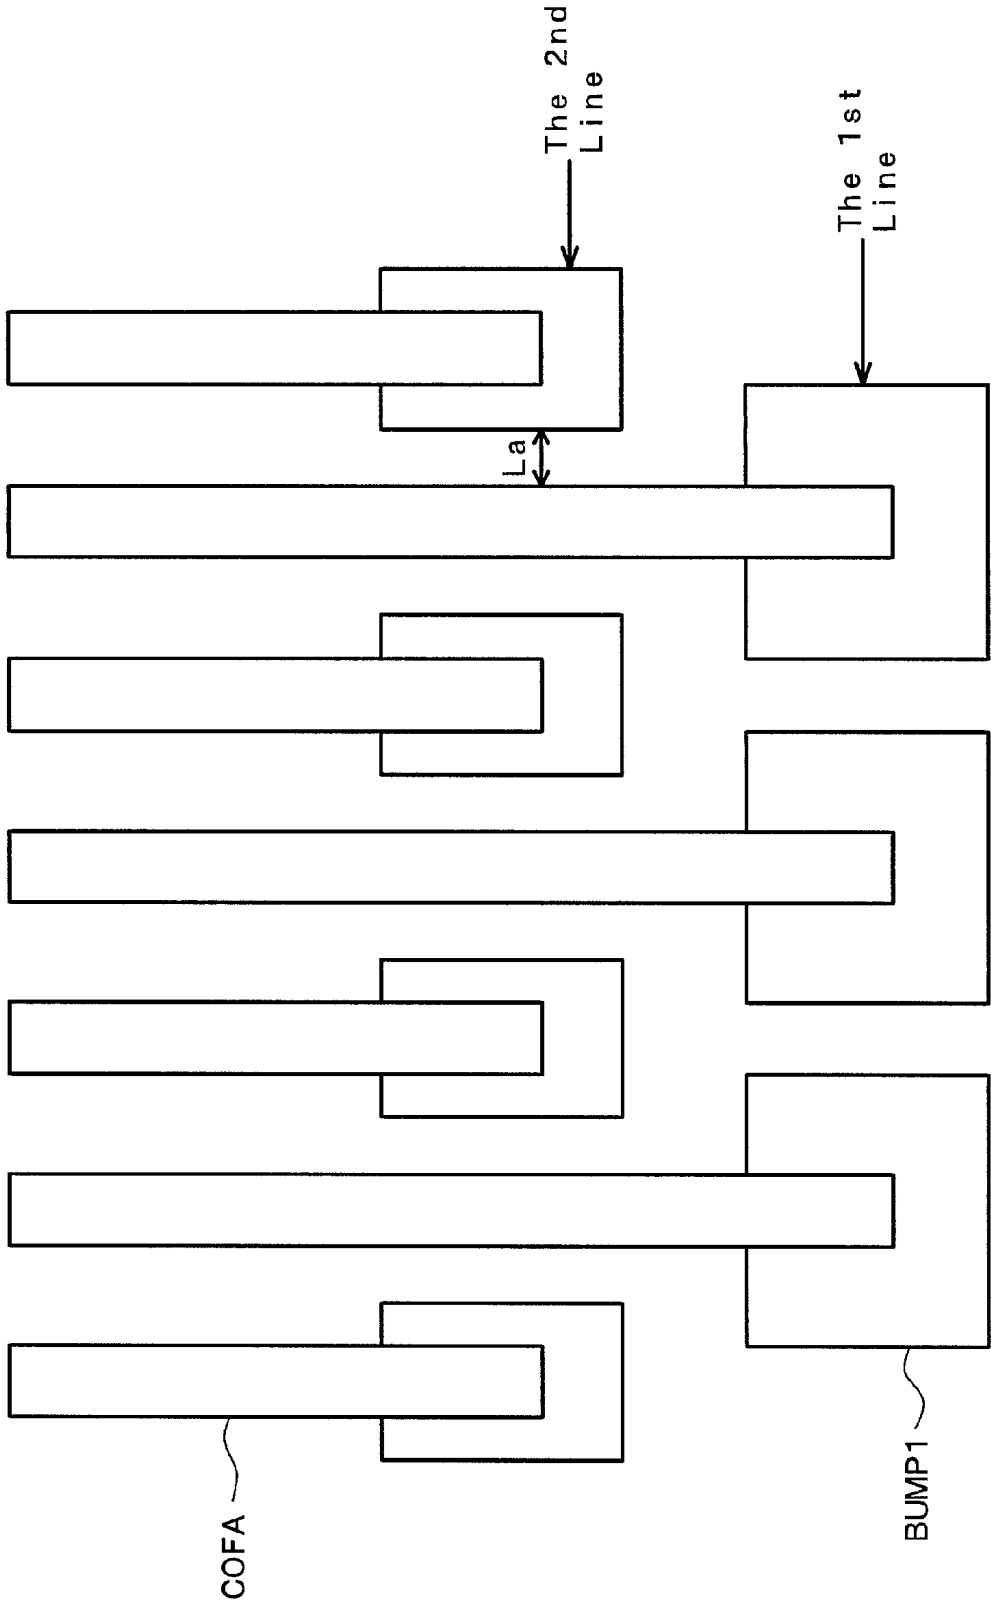 The 2nd
Line
The 1st
Line
La
COFA
BUMP1